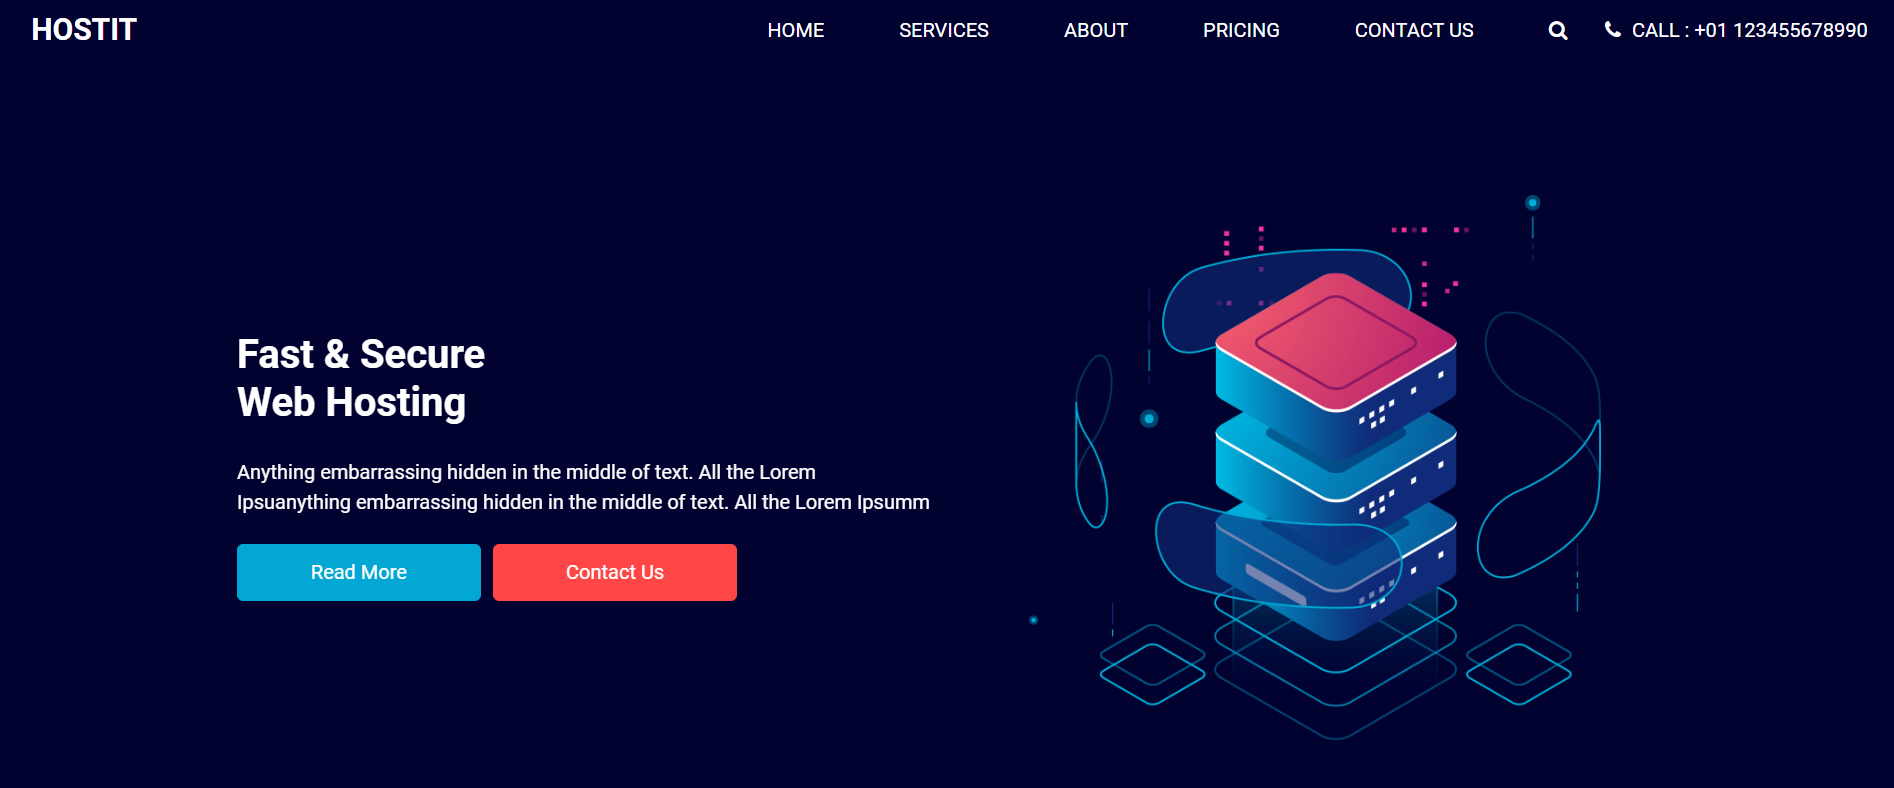 HOSTIT
HOME SERVICES ABOUT PRICING CONTACT US CALL : +01 123455678990
Fast & Secure
Web Hosting
Anything embarrassing hidden in the middle of text. All the Lorem
Ipsuanything embarrassing hidden in the middle of text. All the Lorem Ipsumm
Read More Contact Us